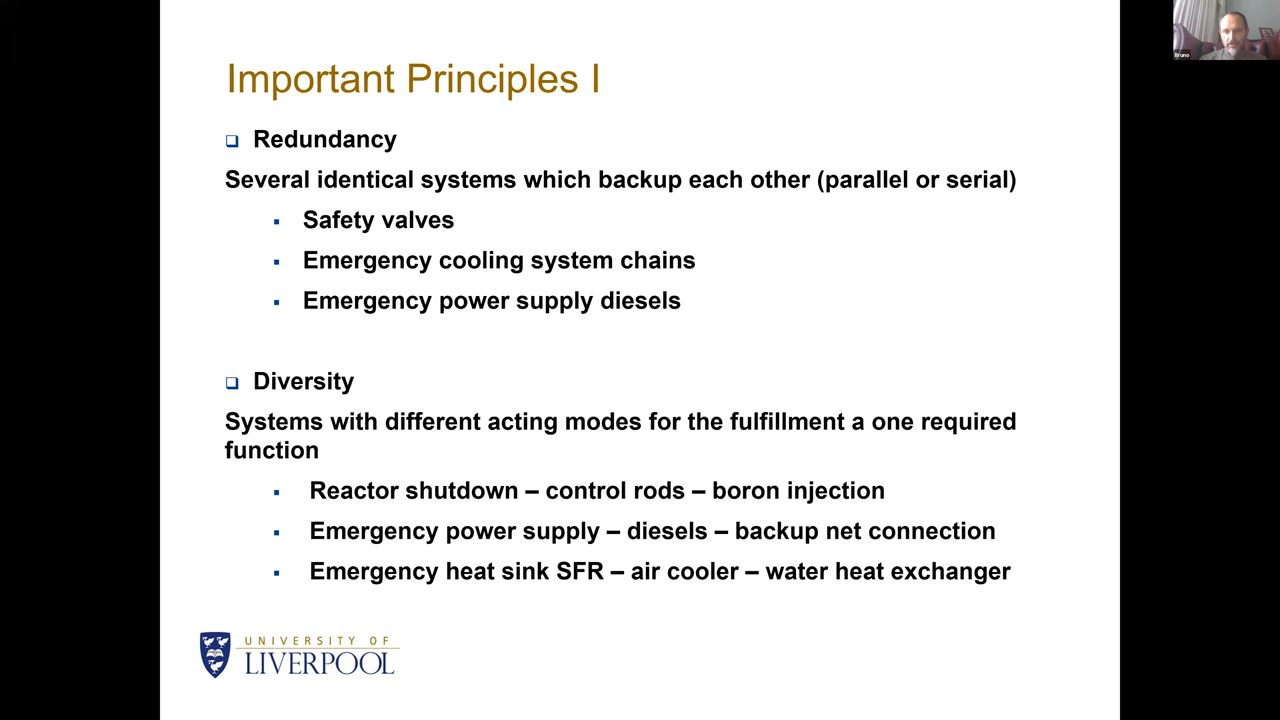 Bruno
Important Principles I
❑ Redundancy
Several identical systems which backup each other (parallel or serial)
▪ Safety valves
▪ Emergency cooling system chains
▪ Emergency power supply diesels
❑ Diversity
Systems with different acting modes for the fulfillment a one required
function
▪ Reactor shutdown – control rods – boron injection
▪ Emergency power supply – diesels – backup net connection
▪ Emergency heat sink SFR – air cooler – water heat exchanger
UNIVERSITY OF
LIVERPOOL